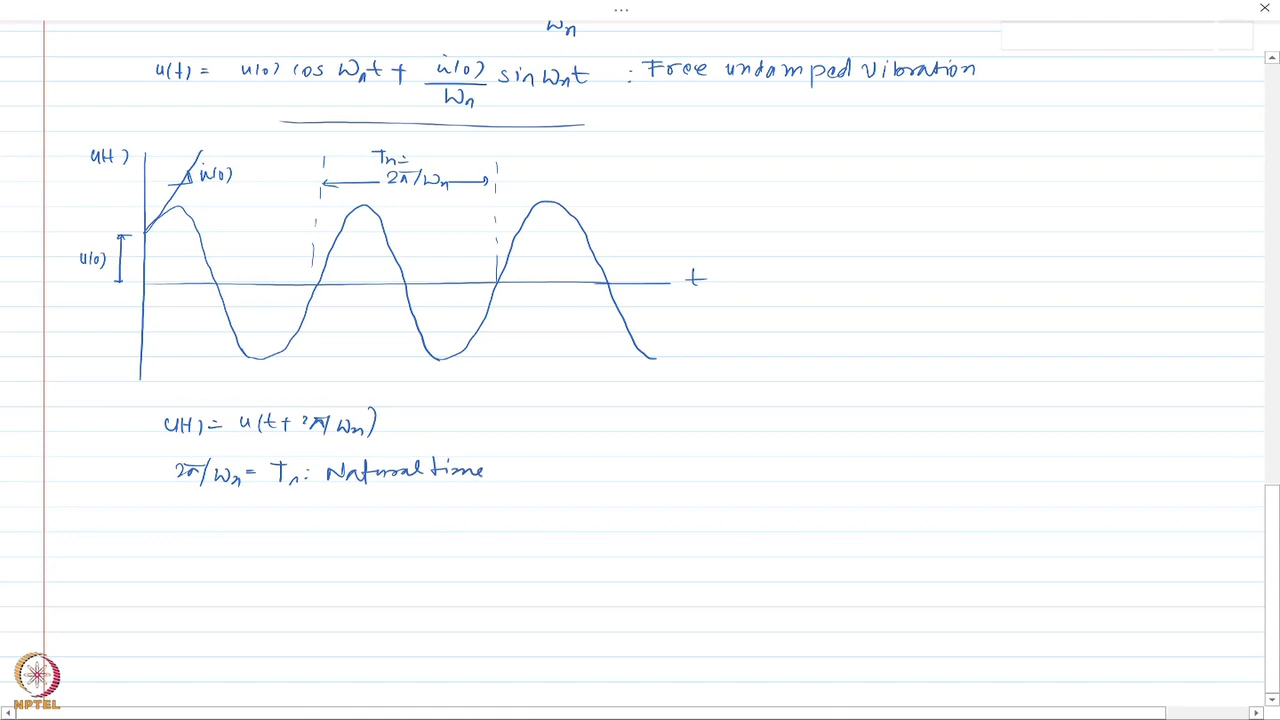 ωn
u(t) = u(0) cos ωnt + u̇(0)/ωn sin ωnt : Free undamped Vibration
u(t)
u̇(0)
Tn =
2π/ωn
u(0)
t
u(t) = u(t + 2π/ωn)
2π/ωn = Tn : Natural time
NPTEL